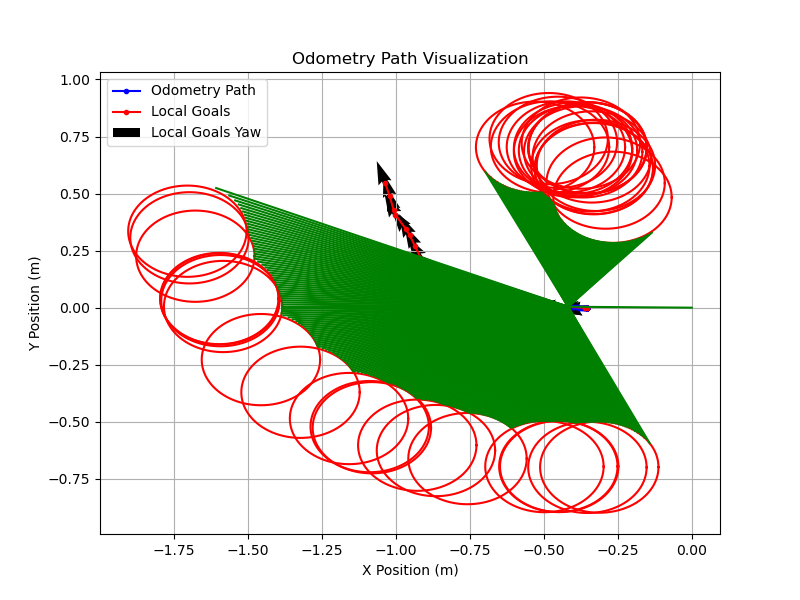 Odometry Path Visualization
1.00
0.75
0.50
0.25
0.00
−0.25
−0.50
−0.75
Y Position (m)
Odometry Path
Local Goals
Local Goals Yaw
−1.75 −1.50 −1.25 −1.00 −0.75 −0.50 −0.25 0.00
X Position (m)